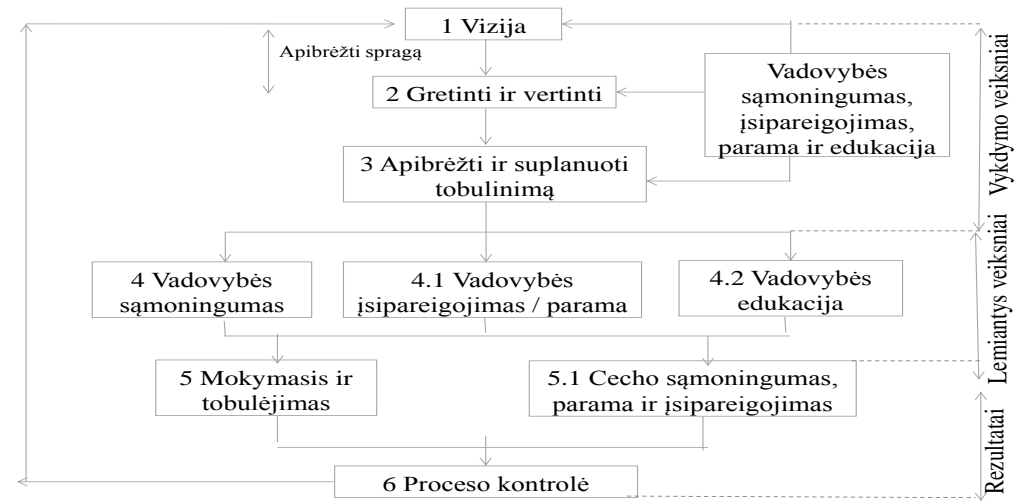 1 Vizija
Apibrėžti spragą
2 Gretinti ir vertinti
Vadovybės
sąmoningumas,
įsipareigojimas,
parama ir edukacija
3 Apibrėžti ir suplanuoti
tobulinimą
Vykdymo veiksniai
4 Vadovybės
sąmoningumas
4.1 Vadovybės
įsipareigojimas / parama
4.2 Vadovybės
edukacija
Lemiantys veiksniai
5 Mokymasis ir
tobulėjimas
5.1 Cecho sąmoningumas,
parama ir įsipareigojimas
6 Proceso kontrolė
Rezultatai